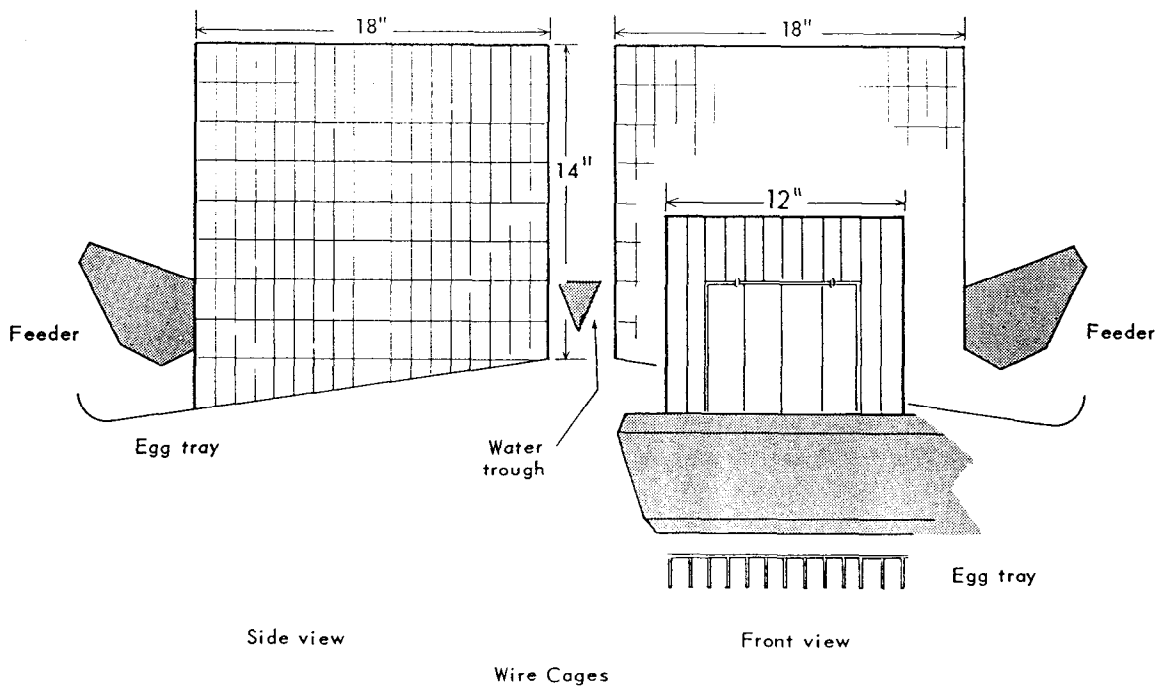 18"
18"
14"
12"
Feeder
Feeder
Egg tray
Water
trough
Egg tray
Side view
Front view
Wire Cages